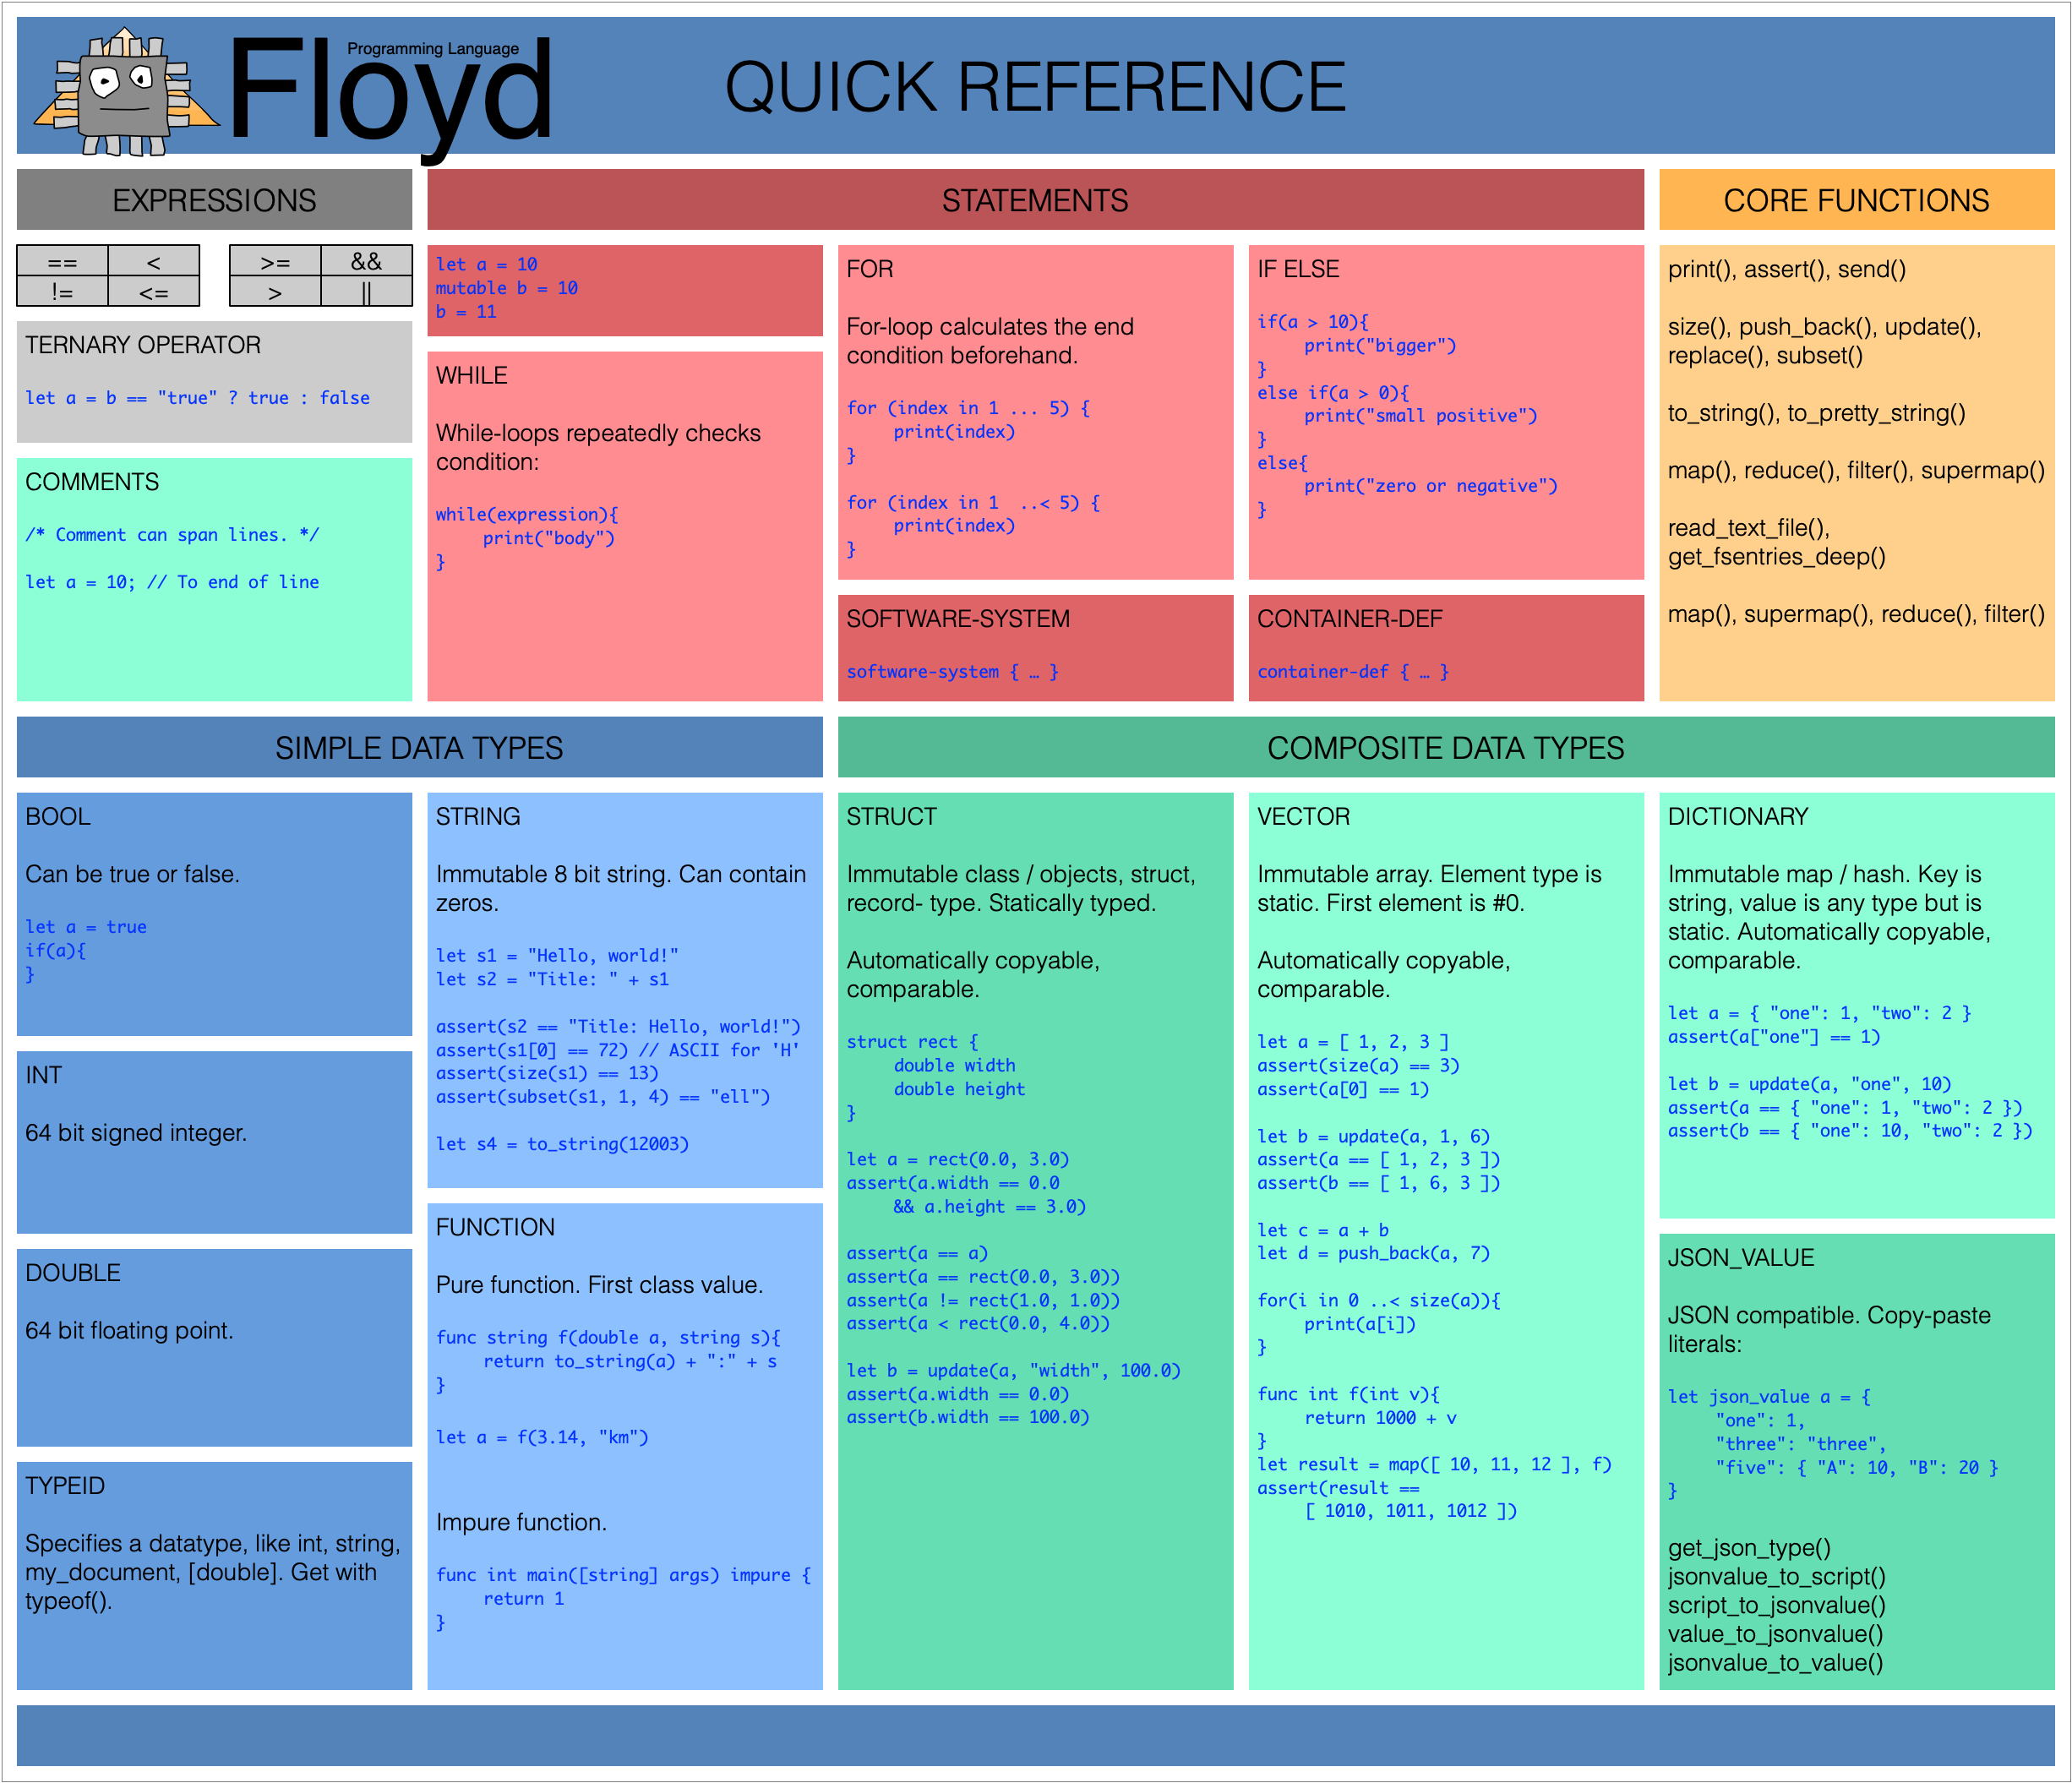 Programming Language
Floyd
QUICK REFERENCE
EXPRESSIONS
== < >= &&
!= <= > ||
TERNARY OPERATOR
let a = b == "true" ? true : false
COMMENTS
/* Comment can span lines. */
let a = 10; // To end of line
STATEMENTS
let a = 10
mutable b = 10
b = 11
WHILE
While-loops repeatedly checks
condition:
while(expression){
print("body")
}
FOR
For-loop calculates the end
condition beforehand.
for (index in 1 ... 5) {
print(index)
}
for (index in 1  ..< 5) {
print(index)
}
IF ELSE
if(a > 10){
print("bigger")
}
else if(a > 0){
print("small positive")
}
else{
print("zero or negative")
}
SOFTWARE-SYSTEM
software-system { … }
CONTAINER-DEF
container-def { … }
CORE FUNCTIONS
print(), assert(), send()
size(), push_back(), update(),
replace(), subset()
to_string(), to_pretty_string()
map(), reduce(), filter(), supermap()
read_text_file(),
get_fsentries_deep()
map(), supermap(), reduce(), filter()
SIMPLE DATA TYPES
BOOL
Can be true or false.
let a = true
if(a){
}
INT
64 bit signed integer.
DOUBLE
64 bit floating point.
TYPEID
Specifies a datatype, like int, string,
my_document, [double]. Get with
typeof().
STRING
Immutable 8 bit string. Can contain
zeros.
let s1 = "Hello, world!"
let s2 = "Title: " + s1
assert(s2 == "Title: Hello, world!")
assert(s1[0] == 72) // ASCII for 'H'
assert(size(s1) == 13)
assert(subset(s1, 1, 4) == "ell")
let s4 = to_string(12003)
FUNCTION
Pure function. First class value.
func string f(double a, string s){
return to_string(a) + ":" + s
}
let a = f(3.14, "km")
Impure function.
func int main([string] args) impure {
return 1
}
COMPOSITE DATA TYPES
STRUCT
Immutable class / objects, struct,
record- type. Statically typed.
Automatically copyable,
comparable.
struct rect {
double width
double height
}
let a = rect(0.0, 3.0)
assert(a.width == 0.0
&& a.height == 3.0)
assert(a == a)
assert(a == rect(0.0, 3.0))
assert(a != rect(1.0, 1.0))
assert(a < rect(0.0, 4.0))
let b = update(a, "width", 100.0)
assert(a.width == 0.0)
assert(b.width == 100.0)
VECTOR
Immutable array. Element type is
static. First element is #0.
Automatically copyable,
comparable.
let a = [ 1, 2, 3 ]
assert(size(a) == 3)
assert(a[0] == 1)
let b = update(a, 1, 6)
assert(a == [ 1, 2, 3 ])
assert(b == [ 1, 6, 3 ])
let c = a + b
let d = push_back(a, 7)
for(i in 0 ..< size(a)){
print(a[i])
}
func int f(int v){
return 1000 + v
}
let result = map([ 10, 11, 12 ], f)
assert(result ==
[ 1010, 1011, 1012 ])
DICTIONARY
Immutable map / hash. Key is
string, value is any type but is
static. Automatically copyable,
comparable.
let a = { "one": 1, "two": 2 }
assert(a["one"] == 1)
let b = update(a, "one", 10)
assert(a == { "one": 1, "two": 2 })
assert(b == { "one": 10, "two": 2 })
JSON_VALUE
JSON compatible. Copy-paste
literals:
let json_value a = {
"one": 1,
"three": "three",
"five": { "A": 10, "B": 20 }
}
get_json_type()
jsonvalue_to_script()
script_to_jsonvalue()
value_to_jsonvalue()
jsonvalue_to_value()